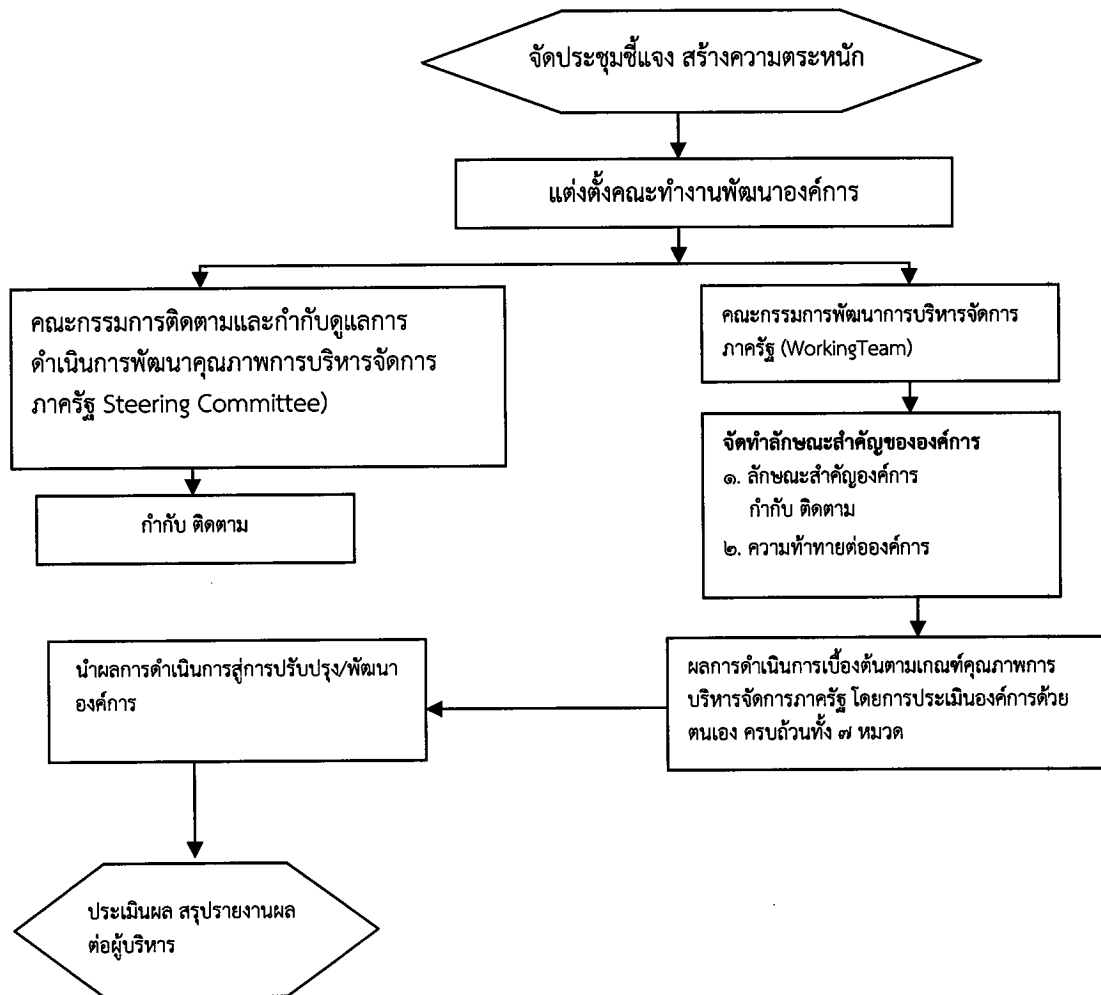 จัดประชุมชี้แจง สร้างความตระหนัก
แต่งตั้งคณะทำงานพัฒนาองค์การ
คณะกรรมการติดตามและกำกับดูแลการ
ดำเนินการพัฒนาคุณภาพการบริหารจัดการ
ภาครัฐ Steering Committee)
กำกับ ติดตาม
คณะกรรมการพัฒนาการบริหารจัดการ
ภาครัฐ (WorkingTeam)
จัดทำลักษณะสำคัญขององค์การ
๑. ลักษณะสำคัญองค์การ
กำกับ ติดตาม
๒. ความท้าทายต่อองค์การ
ผลการดำเนินการเบื้องต้นตามเกณฑ์คุณภาพการ
บริหารจัดการภาครัฐ โดยการประเมินองค์การด้วย
ตนเอง ครบถ้วนทั้ง ๗ หมวด
นำผลการดำเนินการสู่การปรับปรุง/พัฒนา
องค์การ
ประเมินผล สรุปรายงานผล
ต่อผู้บริหาร